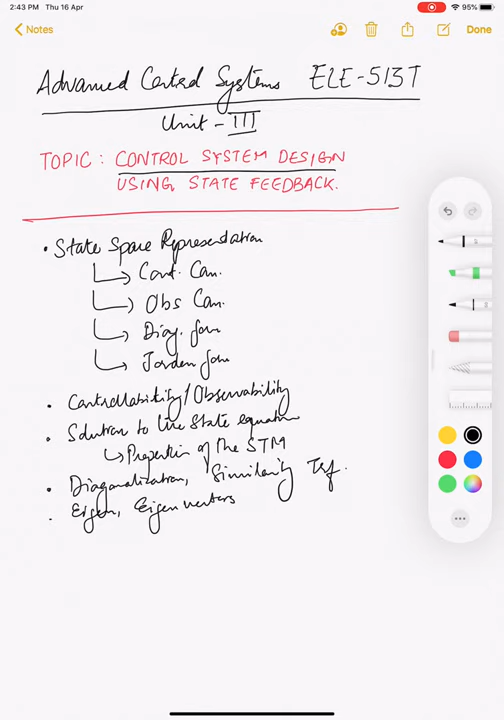 2:43 PM Thu 16 Apr
95%
Notes
Done
Advanced Control Systems ELE-513T
Unit - III
TOPIC: CONTROL SYSTEM DESIGN
USING STATE FEEDBACK.
• State Space Representation
Cont. Can.
Obs Can.
Diag. form
Jorden form
• Controllability/Observability
• Solution to the State equation
Properties of the STM
• Diagonalization, Similarity Tsf.
• Eigen, Eigen vectors